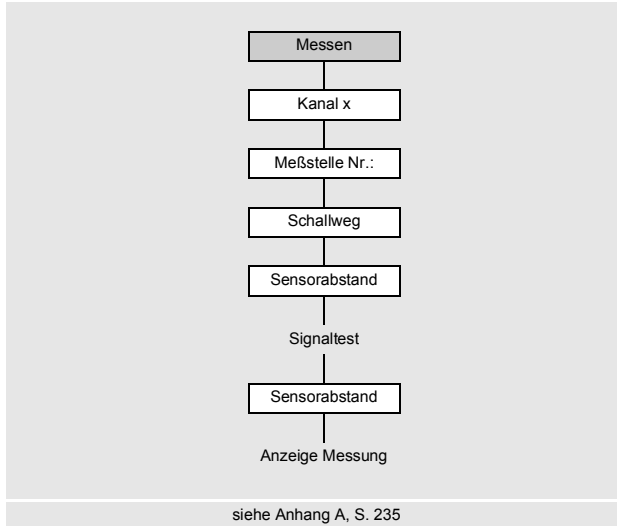 Messen
Kanal x
Meßstelle Nr.:
Schallweg
Sensorabstand
Signaltest
Sensorabstand
Anzeige Messung
siehe Anhang A, S. 235